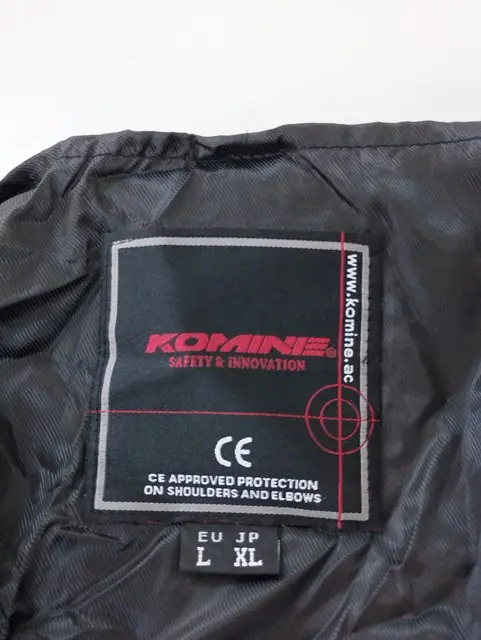 KOMINE®
SAFETY & INNOVATION
www.komine.ac
CE
CE APPROVED PROTECTION
ON SHOULDERS AND ELBOWS
EU JP
L XL